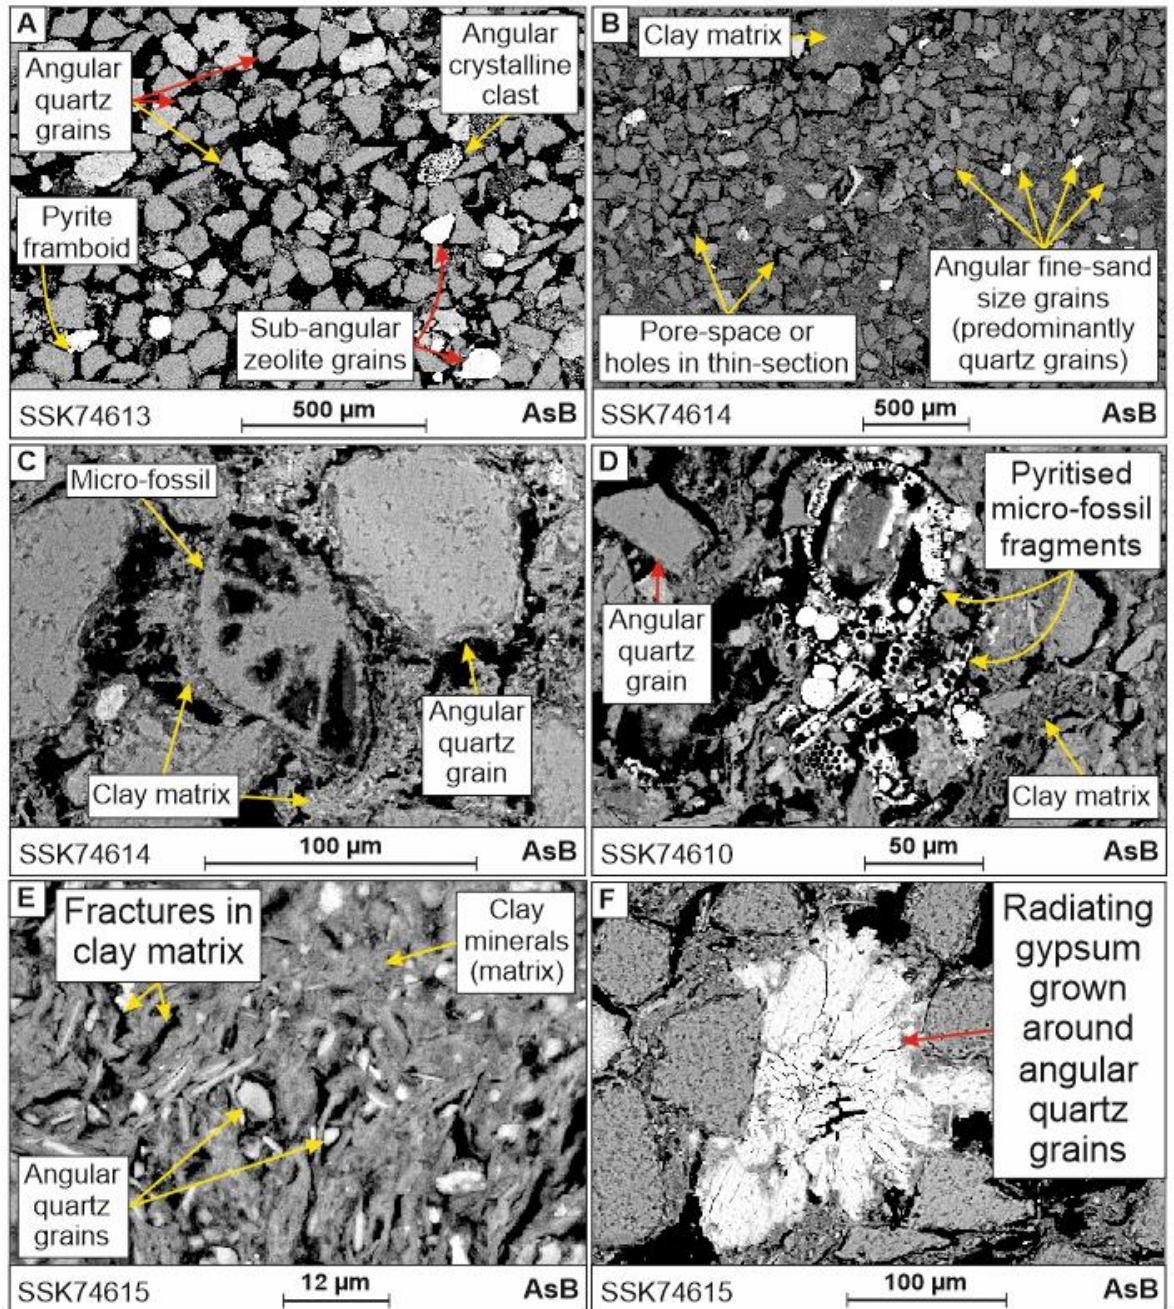 A
Angular
quartz
grains
Angular
crystalline
clast
Pyrite
framboid
Sub-angular
zeolite grains
SSK74613
500 µm
AsB
B
Clay matrix
Pore-space or
holes in thin-section
Angular fine-sand
size grains
(predominantly
quartz grains)
SSK74614
500 µm
AsB
C
Micro-fossil
Clay matrix
Angular
quartz
grain
SSK74614
100 µm
AsB
D
Pyritised
micro-fossil
fragments
Angular
quartz
grain
Clay matrix
SSK74610
50 µm
AsB
E
Fractures in
clay matrix
Clay
minerals
(matrix)
Angular
quartz
grains
SSK74615
12 µm
AsB
F
Radiating
gypsum
grown
around
angular
quartz
grains
SSK74615
100 µm
AsB